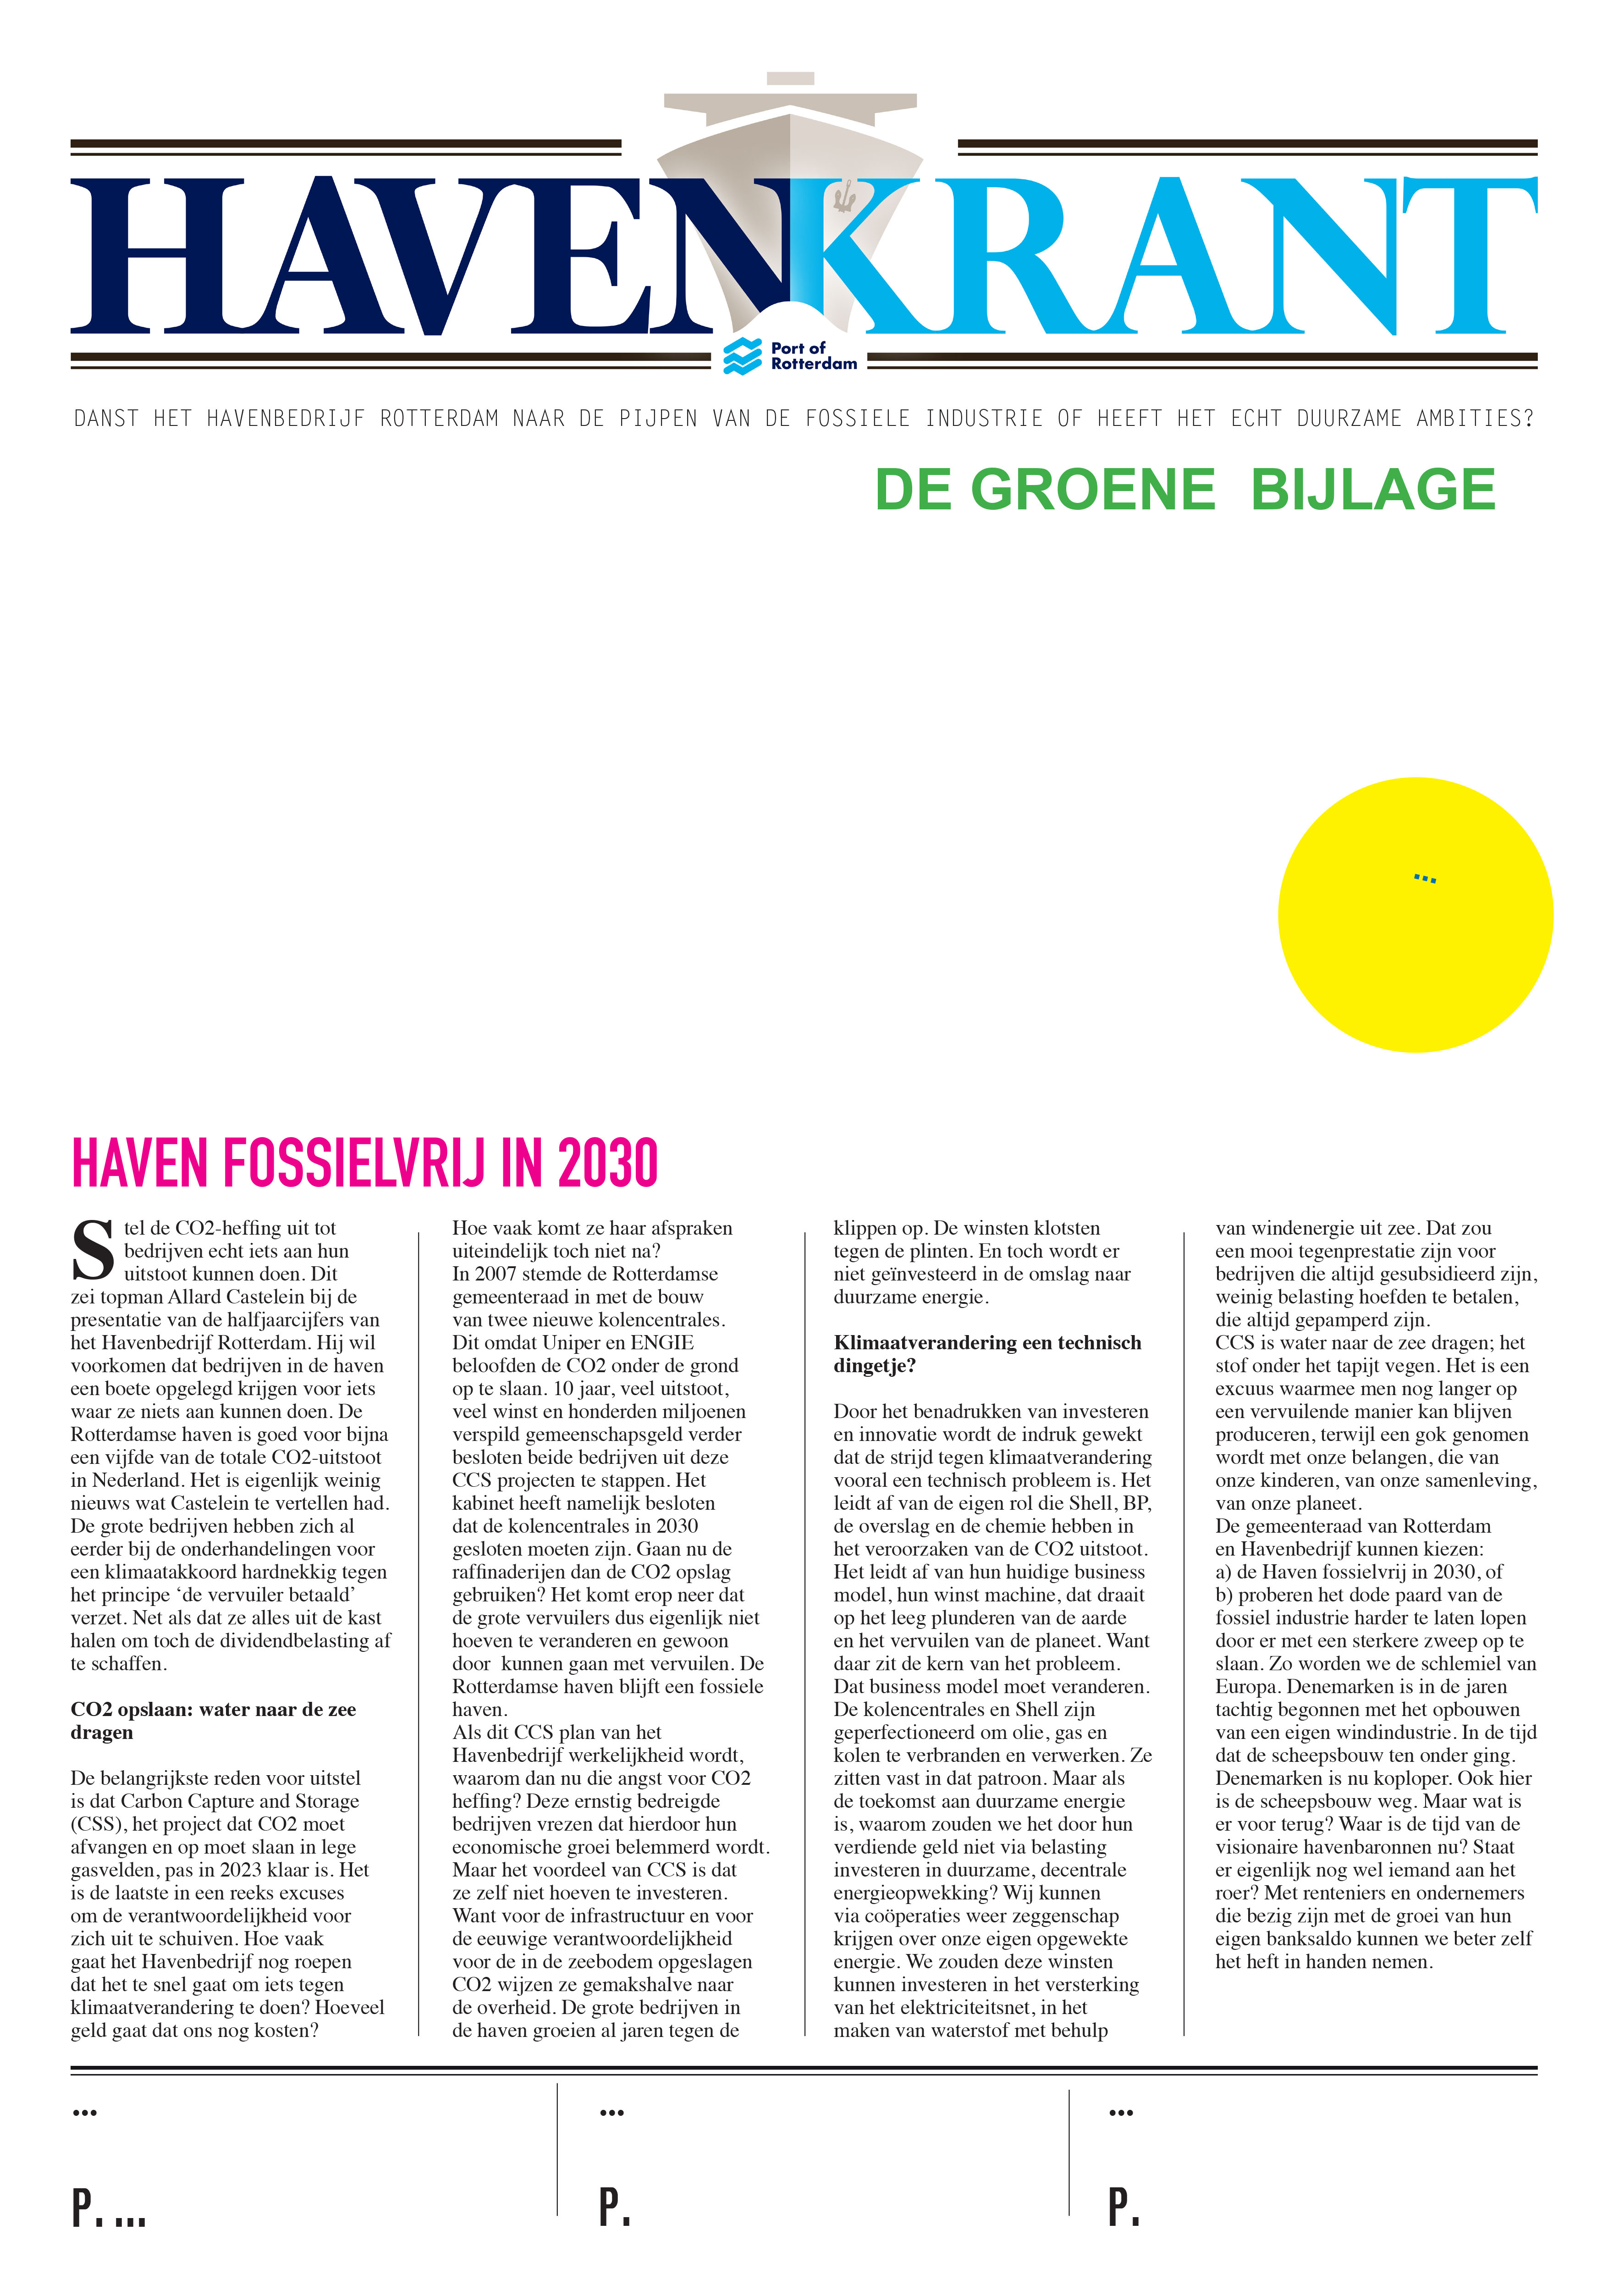 HAVENKRANT
Port of
Rotterdam
DANST HET HAVENBEDRIJF ROTTERDAM NAAR DE PIJPEN VAN DE FOSSIELE INDUSTRIE OF HEEFT HET ECHT DUURZAME AMBITIES?
DE GROENE BIJLAGE
...
HAVEN FOSSIELVRIJ IN 2030
Stel de CO2-heffing uit tot
bedrijven echt iets aan hun
uitstoot kunnen doen. Dit
zei topman Allard Castelein bij de
presentatie van de halfjaarcijfers van
het Havenbedrijf Rotterdam. Hij wil
voorkomen dat bedrijven in de haven
een boete opgelegd krijgen voor iets
waar ze niets aan kunnen doen. De
Rotterdamse haven is goed voor bijna
een vijfde van de totale CO2-uitstoot
in Nederland. Het is eigenlijk weinig
nieuws wat Castelein te vertellen had.
De grote bedrijven hebben zich al
eerder bij de onderhandelingen voor
een klimaatakkoord hardnekkig tegen
het principe ‘de vervuiler betaald’
verzet. Net als dat ze alles uit de kast
halen om toch de dividendbelasting af
te schaffen.
CO2 opslaan: water naar de zee
dragen
De belangrijkste reden voor uitstel
is dat Carbon Capture and Storage
(CSS), het project dat CO2 moet
afvangen en op moet slaan in lege
gasvelden, pas in 2023 klaar is. Het
is de laatste in een reeks excuses
om de verantwoordelijkheid voor
zich uit te schuiven. Hoe vaak
gaat het Havenbedrijf nog roepen
dat het te snel gaat om iets tegen
klimaatverandering te doen? Hoeveel
geld gaat dat ons nog kosten?
Hoe vaak komt ze haar afspraken
uiteindelijk toch niet na?
In 2007 stemde de Rotterdamse
gemeenteraad in met de bouw
van twee nieuwe kolencentrales.
Dit omdat Uniper en ENGIE
beloofden de CO2 onder de grond
op te slaan. 10 jaar, veel uitstoot,
veel winst en honderden miljoenen
verspild gemeenschapsgeld verder
besloten beide bedrijven uit deze
CCS projecten te stappen. Het
kabinet heeft namelijk besloten
dat de kolencentrales in 2030
gesloten moeten zijn. Gaan nu de
raffinaderijen dan de CO2 opslag
gebruiken? Het komt erop neer dat
de grote vervuilers dus eigenlijk niet
hoeven te veranderen en gewoon
door kunnen gaan met vervuilen. De
Rotterdamse haven blijft een fossiele
haven.
Als dit CCS plan van het
Havenbedrijf werkelijkheid wordt,
waarom dan nu die angst voor CO2
heffing? Deze ernstig bedreigde
bedrijven vrezen dat hierdoor hun
economische groei belemmerd wordt.
Maar het voordeel van CCS is dat
ze zelf niet hoeven te investeren.
Want voor de infrastructuur en voor
de eeuwige verantwoordelijkheid
voor de in de zeebodem opgeslagen
CO2 wijzen ze gemakshalve naar
de overheid. De grote bedrijven in
de haven groeien al jaren tegen de
klippen op. De winsten klotsten
tegen de plinten. En toch wordt er
niet geïnvesteerd in de omslag naar
duurzame energie.
Klimaatverandering een technisch
dingetje?
Door het benadrukken van investeren
en innovatie wordt de indruk gewekt
dat de strijd tegen klimaatverandering
vooral een technisch probleem is. Het
leidt af van de eigen rol die Shell, BP,
de overslag en de chemie hebben in
het veroorzaken van de CO2 uitstoot.
Het leidt af van hun huidige business
model, hun winst machine, dat draait
op het leeg plunderen van de aarde
en het vervuilen van de planeet. Want
daar zit de kern van het probleem.
Dat business model moet veranderen.
De kolencentrales en Shell zijn
geperfectioneerd om olie, gas en
kolen te verbranden en verwerken. Ze
zitten vast in dat patroon. Maar als
de toekomst aan duurzame energie
is, waarom zouden we het door hun
verdiende geld niet via belasting
investeren in duurzame, decentrale
energieopwekking? Wij kunnen
via coöperaties weer zeggenschap
krijgen over onze eigen opgewekte
energie. We zouden deze winsten
kunnen investeren in het versterking
van het elektriciteitsnet, in het
maken van waterstof met behulp
van windenergie uit zee. Dat zou
een mooi tegenprestatie zijn voor
bedrijven die altijd gesubsidieerd zijn,
weinig belasting hoefden te betalen,
die altijd gepamperd zijn.
CCS is water naar de zee dragen; het
stof onder het tapijt vegen. Het is een
excuus waarmee men nog langer op
een vervuilende manier kan blijven
produceren, terwijl een gok genomen
wordt met onze belangen, die van
onze kinderen, van onze samenleving,
van onze planeet.
De gemeenteraad van Rotterdam
en Havenbedrijf kunnen kiezen:
a) de Haven fossielvrij in 2030, of
b) proberen het dode paard van de
fossiel industrie harder te laten lopen
door er met een sterkere zweep op te
slaan. Zo worden we de schlemiel van
Europa. Denemarken is in de jaren
tachtig begonnen met het opbouwen
van een eigen windindustrie. In de tijd
dat de scheepsbouw ten onder ging.
Denemarken is nu koploper. Ook hier
is de scheepsbouw weg. Maar wat is
er voor terug? Waar is de tijd van de
visionaire havenbaronnen nu? Staat
er eigenlijk nog wel iemand aan het
roer? Met renteniers en ondernemers
die bezig zijn met de groei van hun
eigen banksaldo kunnen we beter zelf
het heft in handen nemen.
...
P. ...
...
P.
...
P.